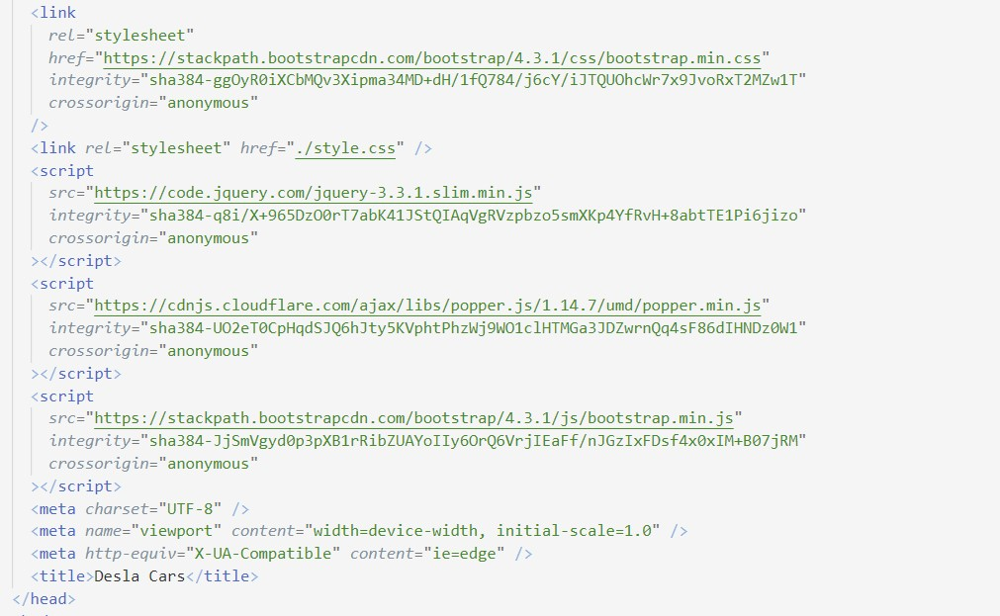 <link
rel="stylesheet"
href="https://stackpath.bootstrapcdn.com/bootstrap/4.3.1/css/bootstrap.min.css"
integrity="sha384-ggOyR0iXCbMQv3Xipma34MD+dH/1fQ784/j6cY/iJTQUOhcWr7x9JvoRxT2MZw1T"
crossorigin="anonymous"
/>
<link rel="stylesheet" href="./style.css" />
<script
src="https://code.jquery.com/jquery-3.3.1.slim.min.js"
integrity="sha384-q8i/X+965DzO0rT7abK41JStQIAqVgRVzpbzo5smXKp4YfRvH+8abtTE1Pi6jizo"
crossorigin="anonymous"
></script>
<script
src="https://cdnjs.cloudflare.com/ajax/libs/popper.js/1.14.7/umd/popper.min.js"
integrity="sha384-UO2eT0CpHqdSJQ6hJty5KVphtPhzWj9WO1clHTMGa3JDZwrnQq4sF86dIHNDz0W1"
crossorigin="anonymous"
></script>
<script
src="https://stackpath.bootstrapcdn.com/bootstrap/4.3.1/js/bootstrap.min.js"
integrity="sha384-JjSmVgyd0p3pXB1rRibZUAYoIIy6OrQ6VrjIEaFf/nJGzIxFDsf4x0xIM+B07jRM"
crossorigin="anonymous"
></script>
<meta charset="UTF-8" />
<meta name="viewport" content="width=device-width, initial-scale=1.0" />
<meta http-equiv="X-UA-Compatible" content="ie=edge" />
<title>Desla Cars</title>
</head>